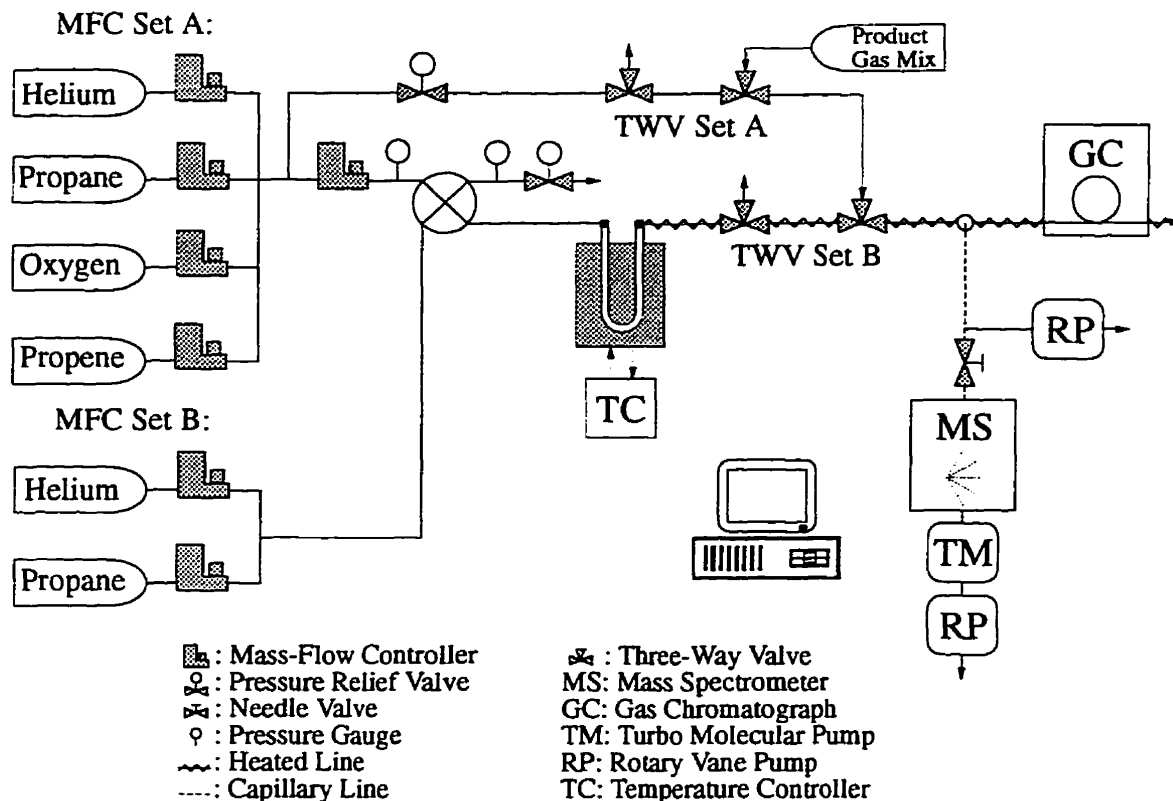 MFC Set A:
Helium
Propane
Oxygen
Propene
MFC Set B:
Helium
Propane
Product
Gas Mix
TWV Set A
TWV Set B
GC
RP
TC
MS
TM
RP
: Mass-Flow Controller
: Pressure Relief Valve
: Needle Valve
: Pressure Gauge
: Heated Line
: Capillary Line
: Three-Way Valve
MS: Mass Spectrometer
GC: Gas Chromatograph
TM: Turbo Molecular Pump
RP: Rotary Vane Pump
TC: Temperature Controller